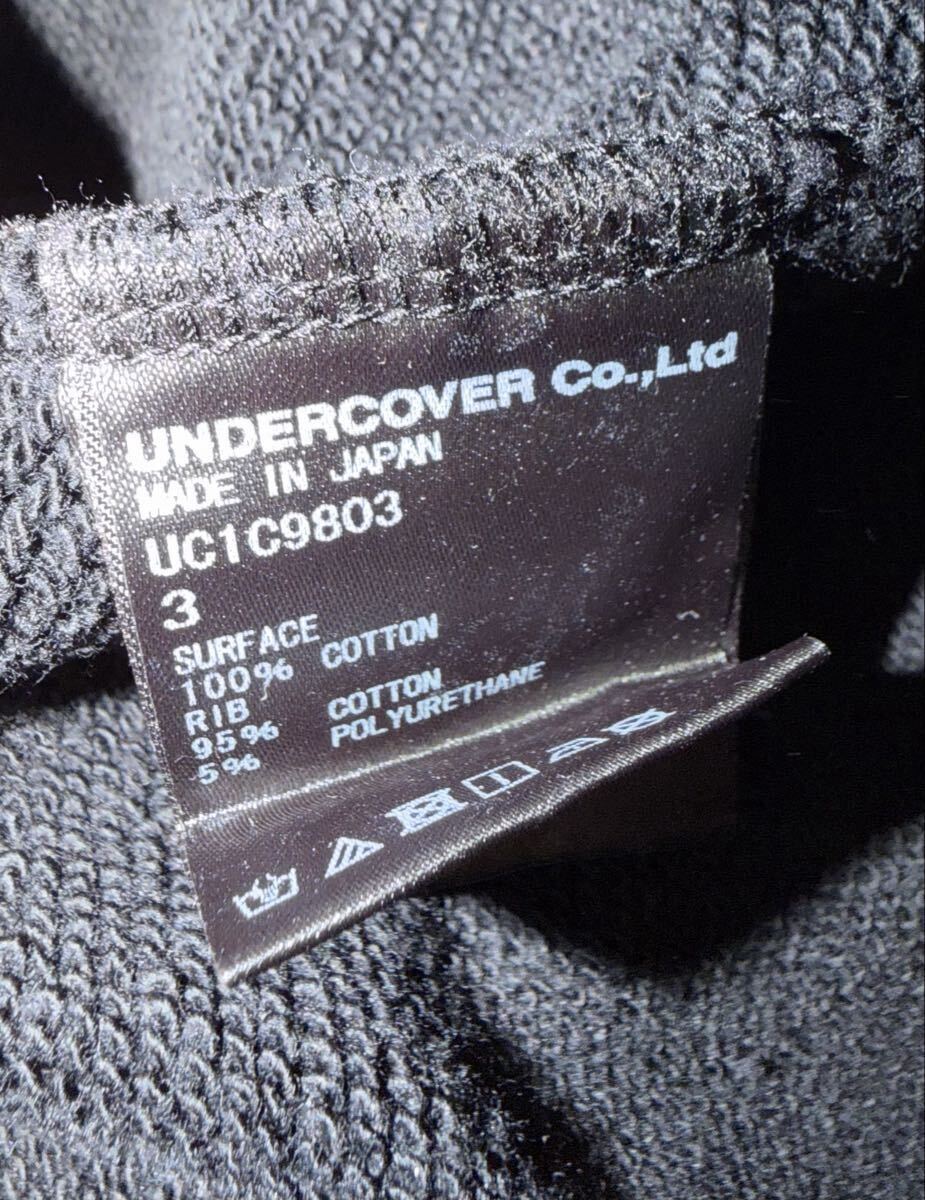 UNDERCOVER Co.,Ltd
MADE IN JAPAN
UC1C9803
3
SURFACE
100% COTTON
RIB
95% COTTON
5% POLYURETHANE